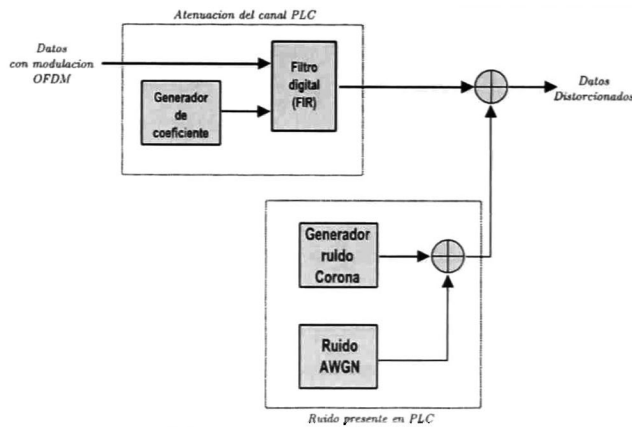 Atenuacion del canal PLC
Datos
con modulacion
OFDM
Filtro
digital
(FIR)
Generador
de
coeficiente
Datos
Distorcionados
Generador
ruido
Corona
Ruido
AWGN
Ruido presente en PLC